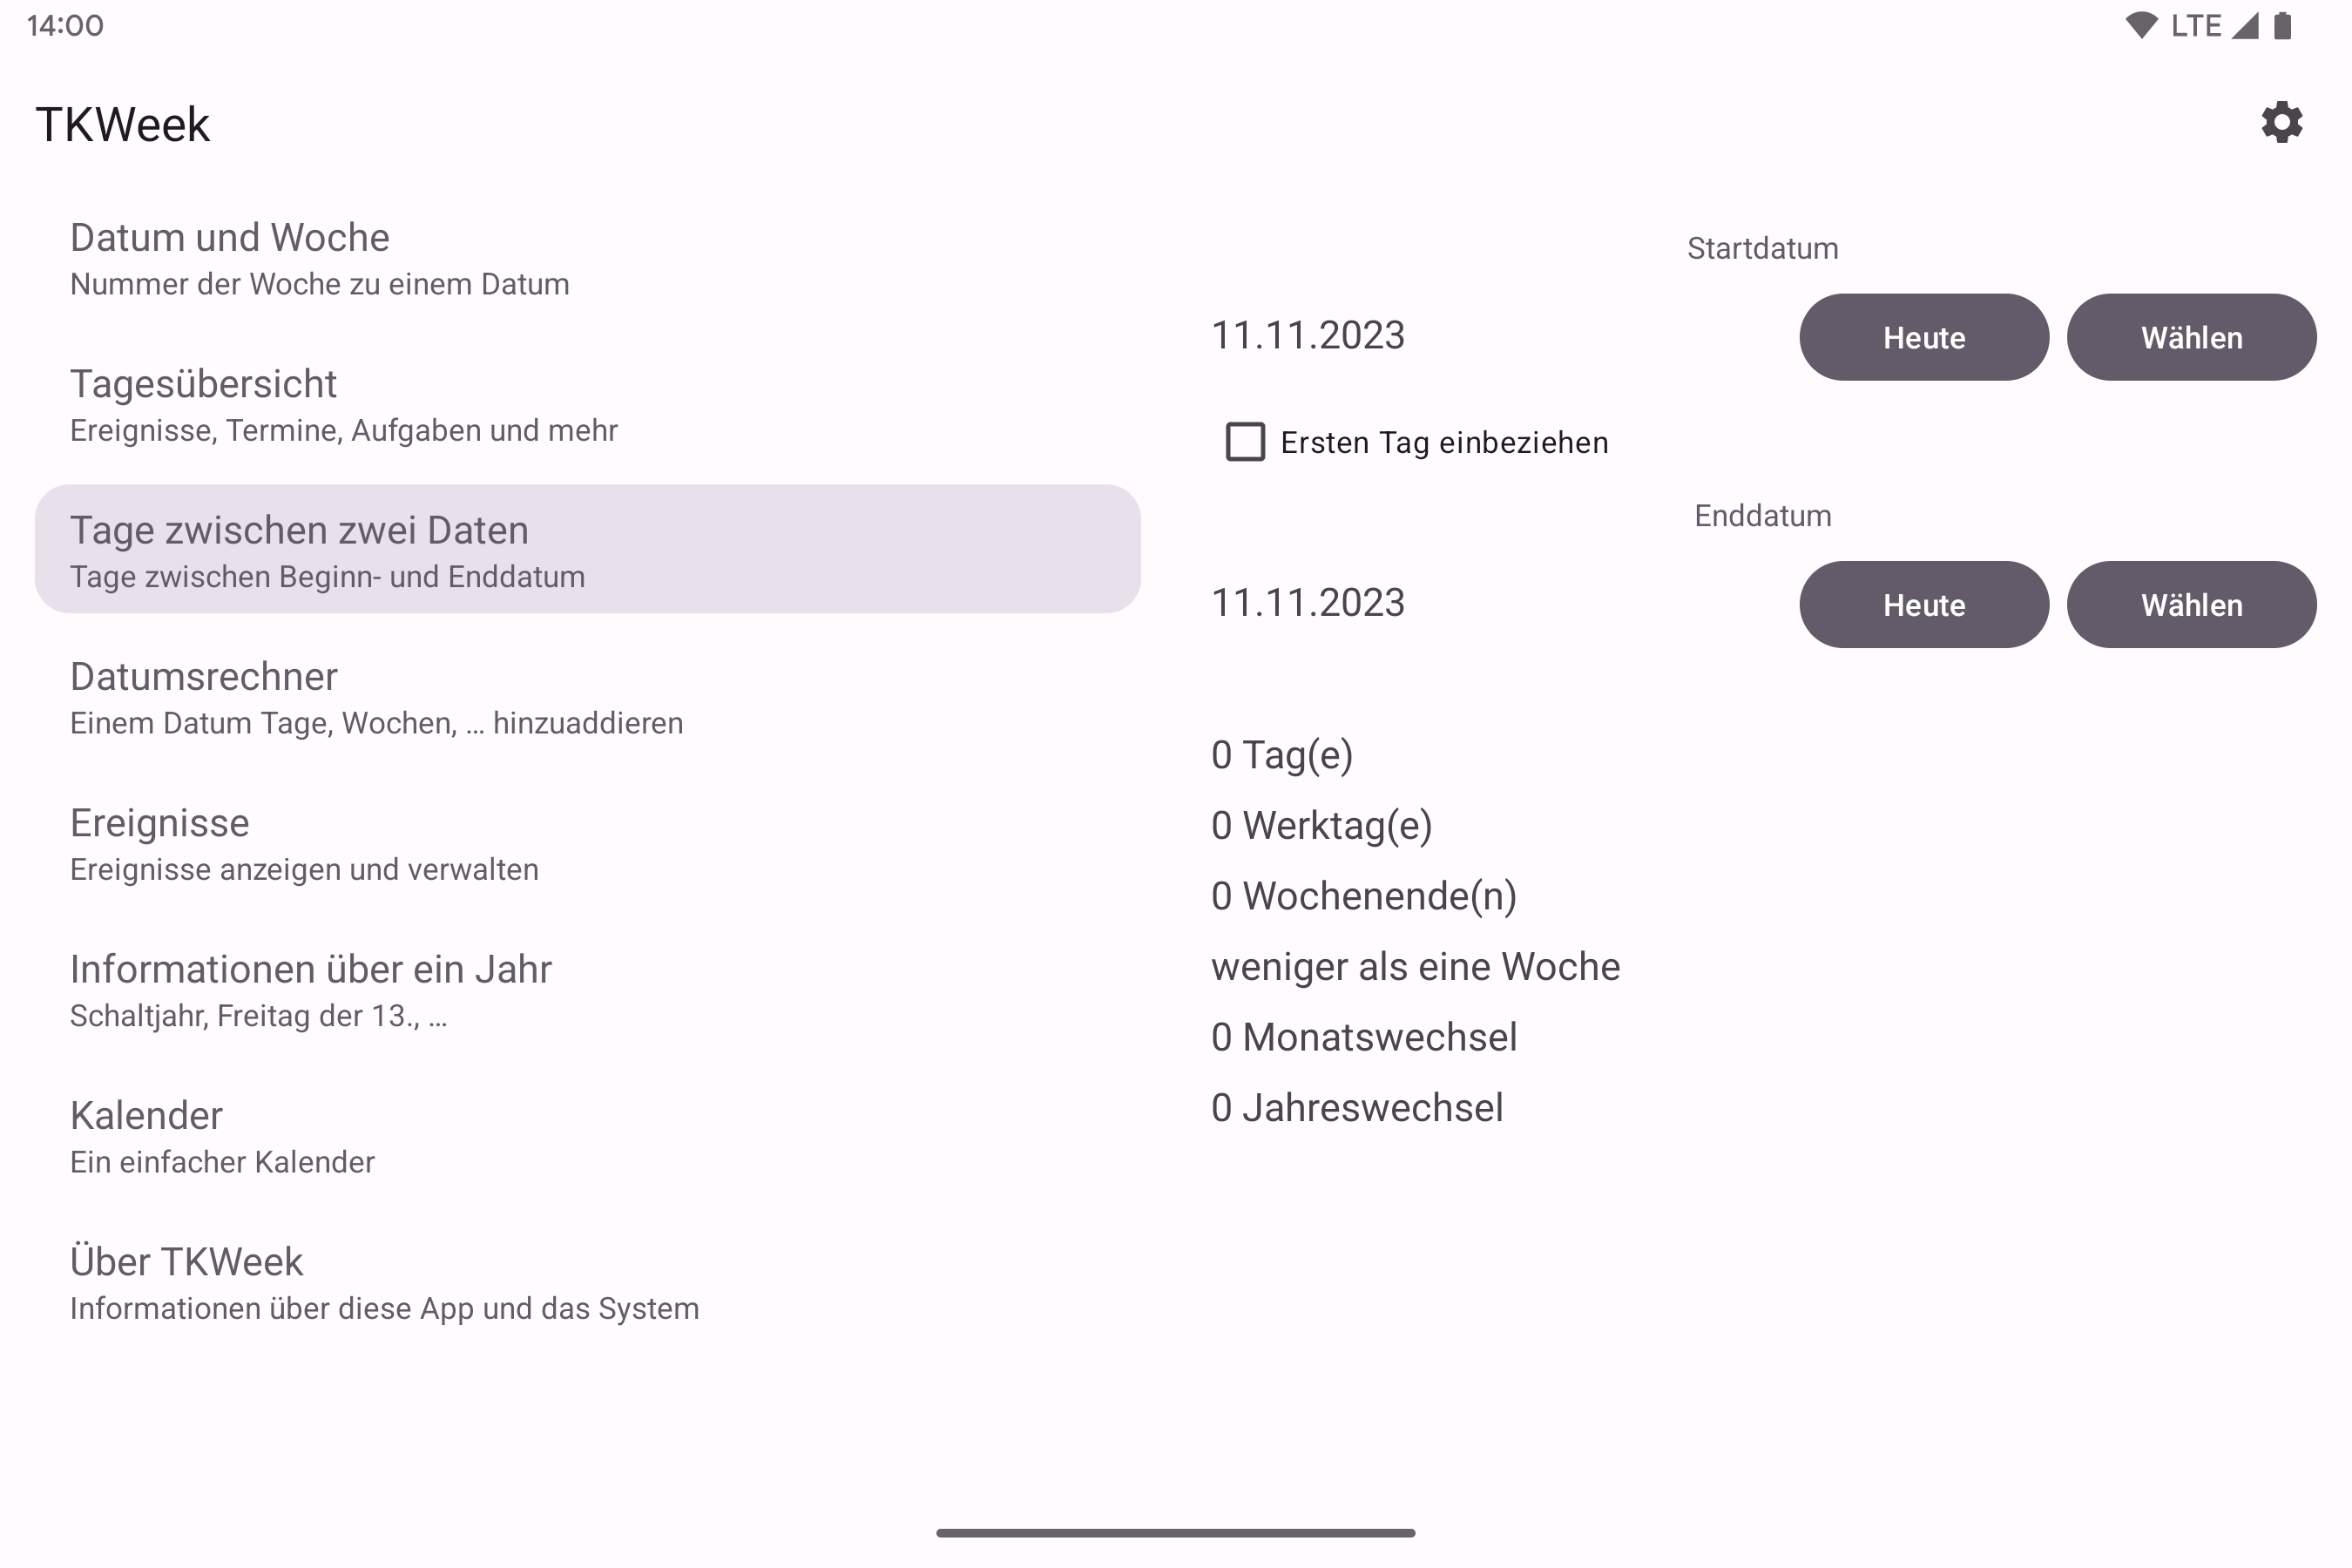 14:00
LTE
TKWeek
Datum und Woche
Nummer der Woche zu einem Datum
Tagesübersicht
Ereignisse, Termine, Aufgaben und mehr
Tage zwischen zwei Daten
Tage zwischen Beginn- und Enddatum
Datumsrechner
Einem Datum Tage, Wochen, … hinzuaddieren
Ereignisse
Ereignisse anzeigen und verwalten
Informationen über ein Jahr
Schaltjahr, Freitag der 13., …
Kalender
Ein einfacher Kalender
Über TKWeek
Informationen über diese App und das System
Startdatum
11.11.2023 Heute Wählen
Ersten Tag einbeziehen
Enddatum
11.11.2023 Heute Wählen
0 Tag(e)
0 Werktag(e)
0 Wochenende(n)
weniger als eine Woche
0 Monatswechsel
0 Jahreswechsel